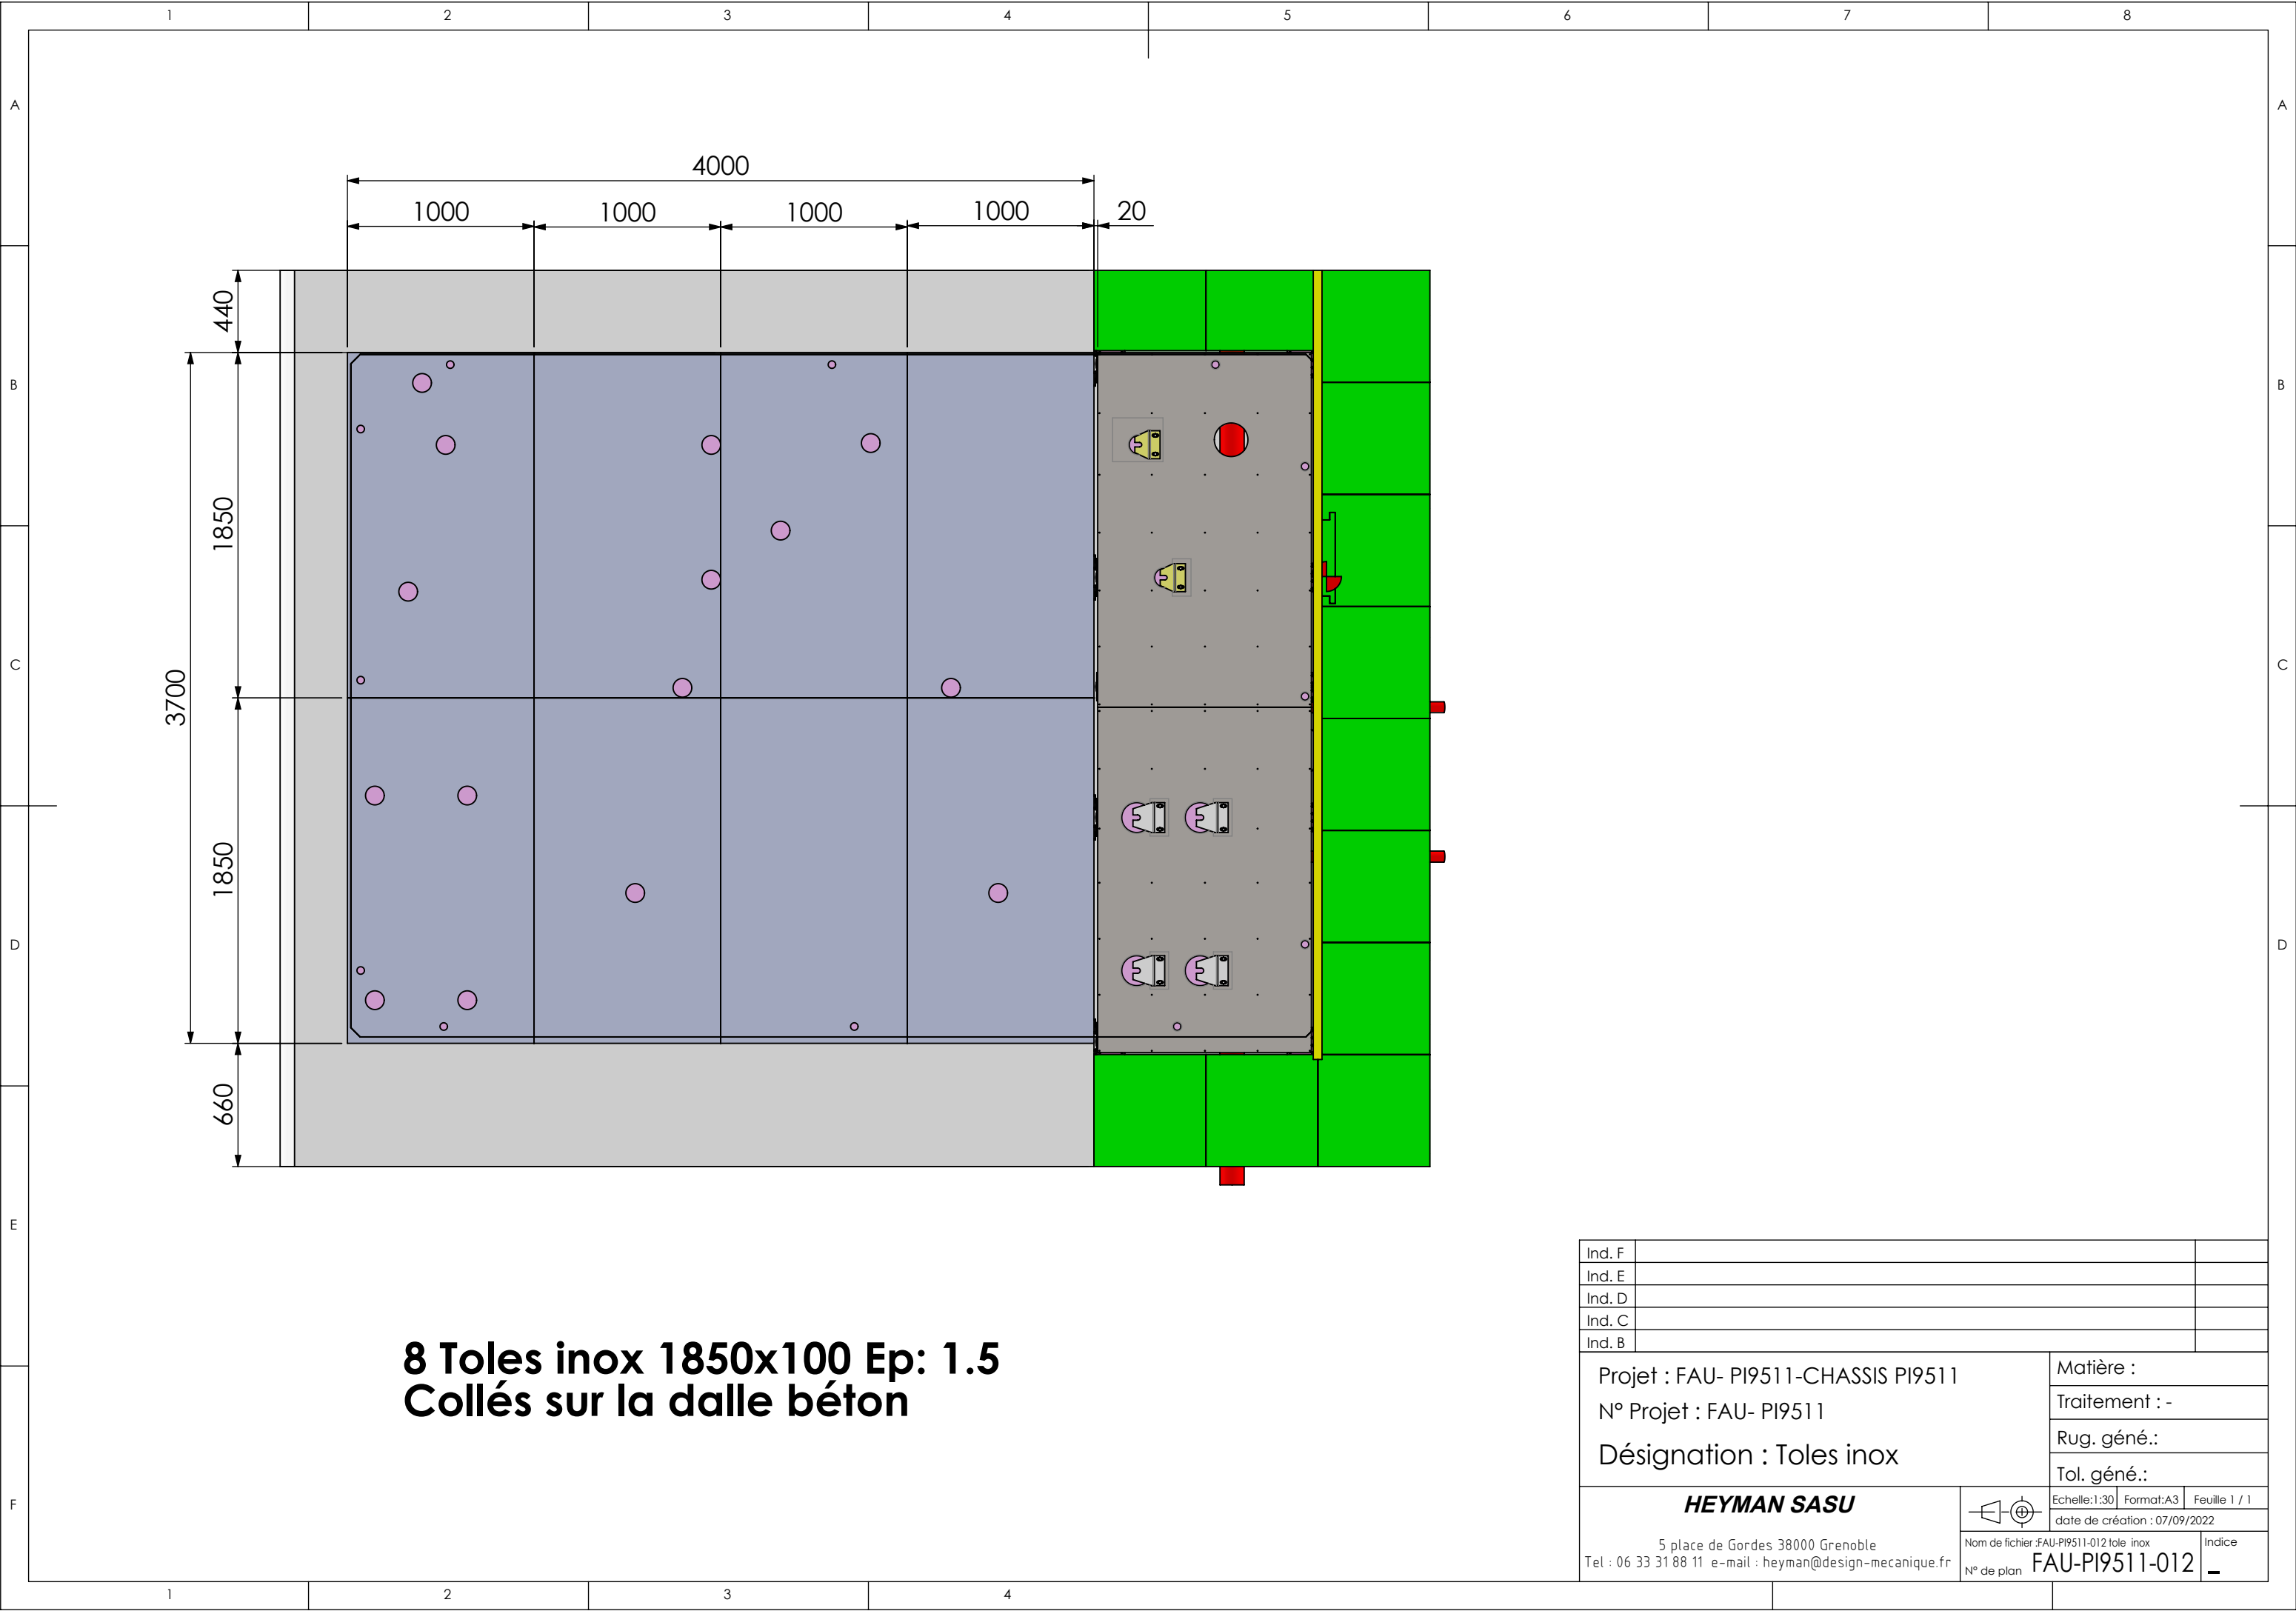 1 2 3 4 5 6 7 8
A A
B B
C C
D D
E
F
4000
1000 1000 1000 1000 20
440
1850
3700
1850
660
8 Toles inox 1850x100 Ep: 1.5
Collés sur la dalle béton
Ind. F
Ind. E
Ind. D
Ind. C
Ind. B
Projet : FAU- PI9511-CHASSIS PI9511
N° Projet : FAU- PI9511
Désignation : Toles inox
Matière :
Traitement : -
Rug. géné.:
Tol. géné.:
HEYMAN SASU
5 place de Gordes 38000 Grenoble
Tel : 06 33 31 88 11 e-mail : heyman@design-mecanique.fr
Echelle:1:30 Format:A3 Feuille 1 / 1
date de création : 07/09/2022
Nom de fichier :FAU-PI9511-012 tole inox
Indice
N° de plan FAU-PI9511-012 _
1 2 3 4